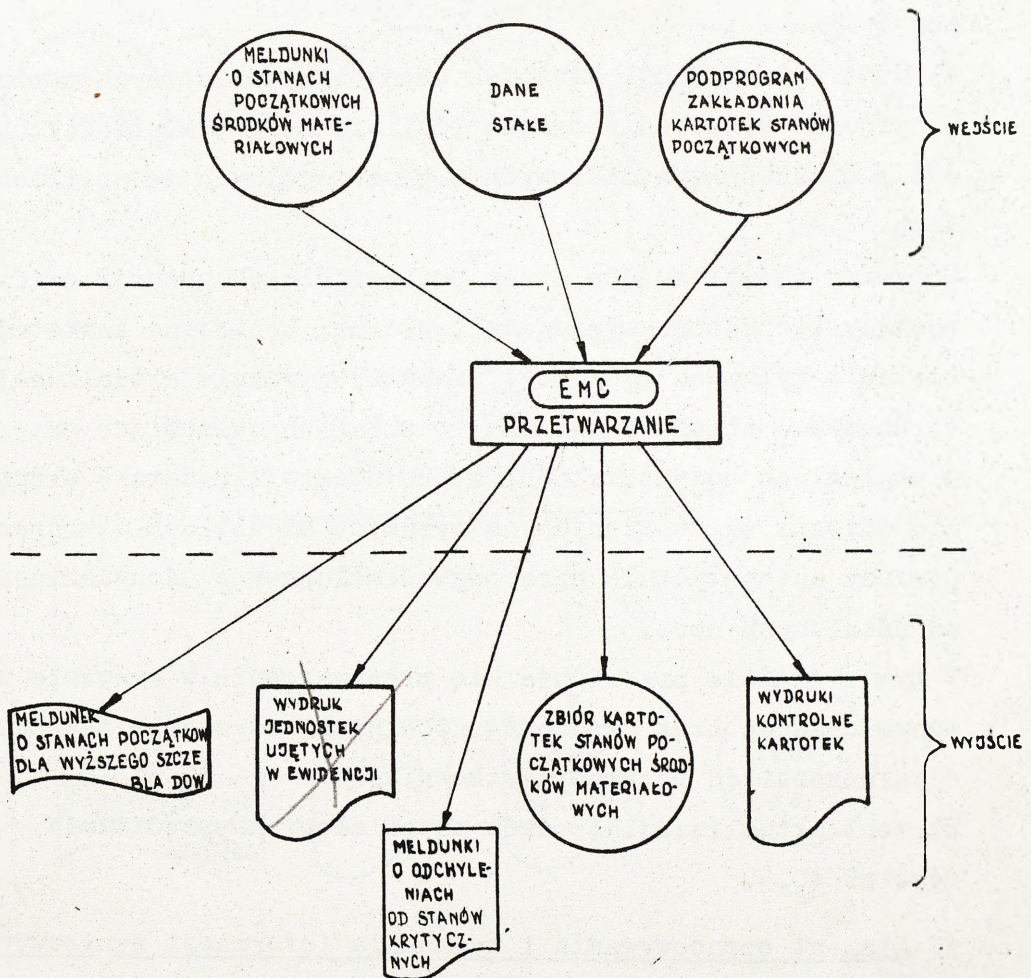 MELDUNKI
O STANACH
POCZĄTKOWYCH
ŚRODKÓW MATE-
RIAŁOWYCH
DANE
STAŁE
PODPROGRAM
ZAKŁADANIA
KARTOTEK STANÓW
POCZĄTKOWYCH
WEJŚCIE
EMC
PRZETWARZANIE
MELDUNEK
O STANACH POCZĄTKOW
DLA WYŻSZEGO SZCZE
BLA DOW.
WYDRUK
JEDNOSTEK
UJĘTYCH
W EWIDENCJI
MELDUNKI
O ODCHYLE-
NIACH
OD STANÓW
KRYTYCZ-
NYCH
ZBIÓR KARTO-
TEK STANÓW PO-
CZĄTKOWYCH ŚROD-
KÓW MATERIAŁO-
WYCH
WYDRUKI
KONTROLNE
KARTOTEK
WYJŚCIE